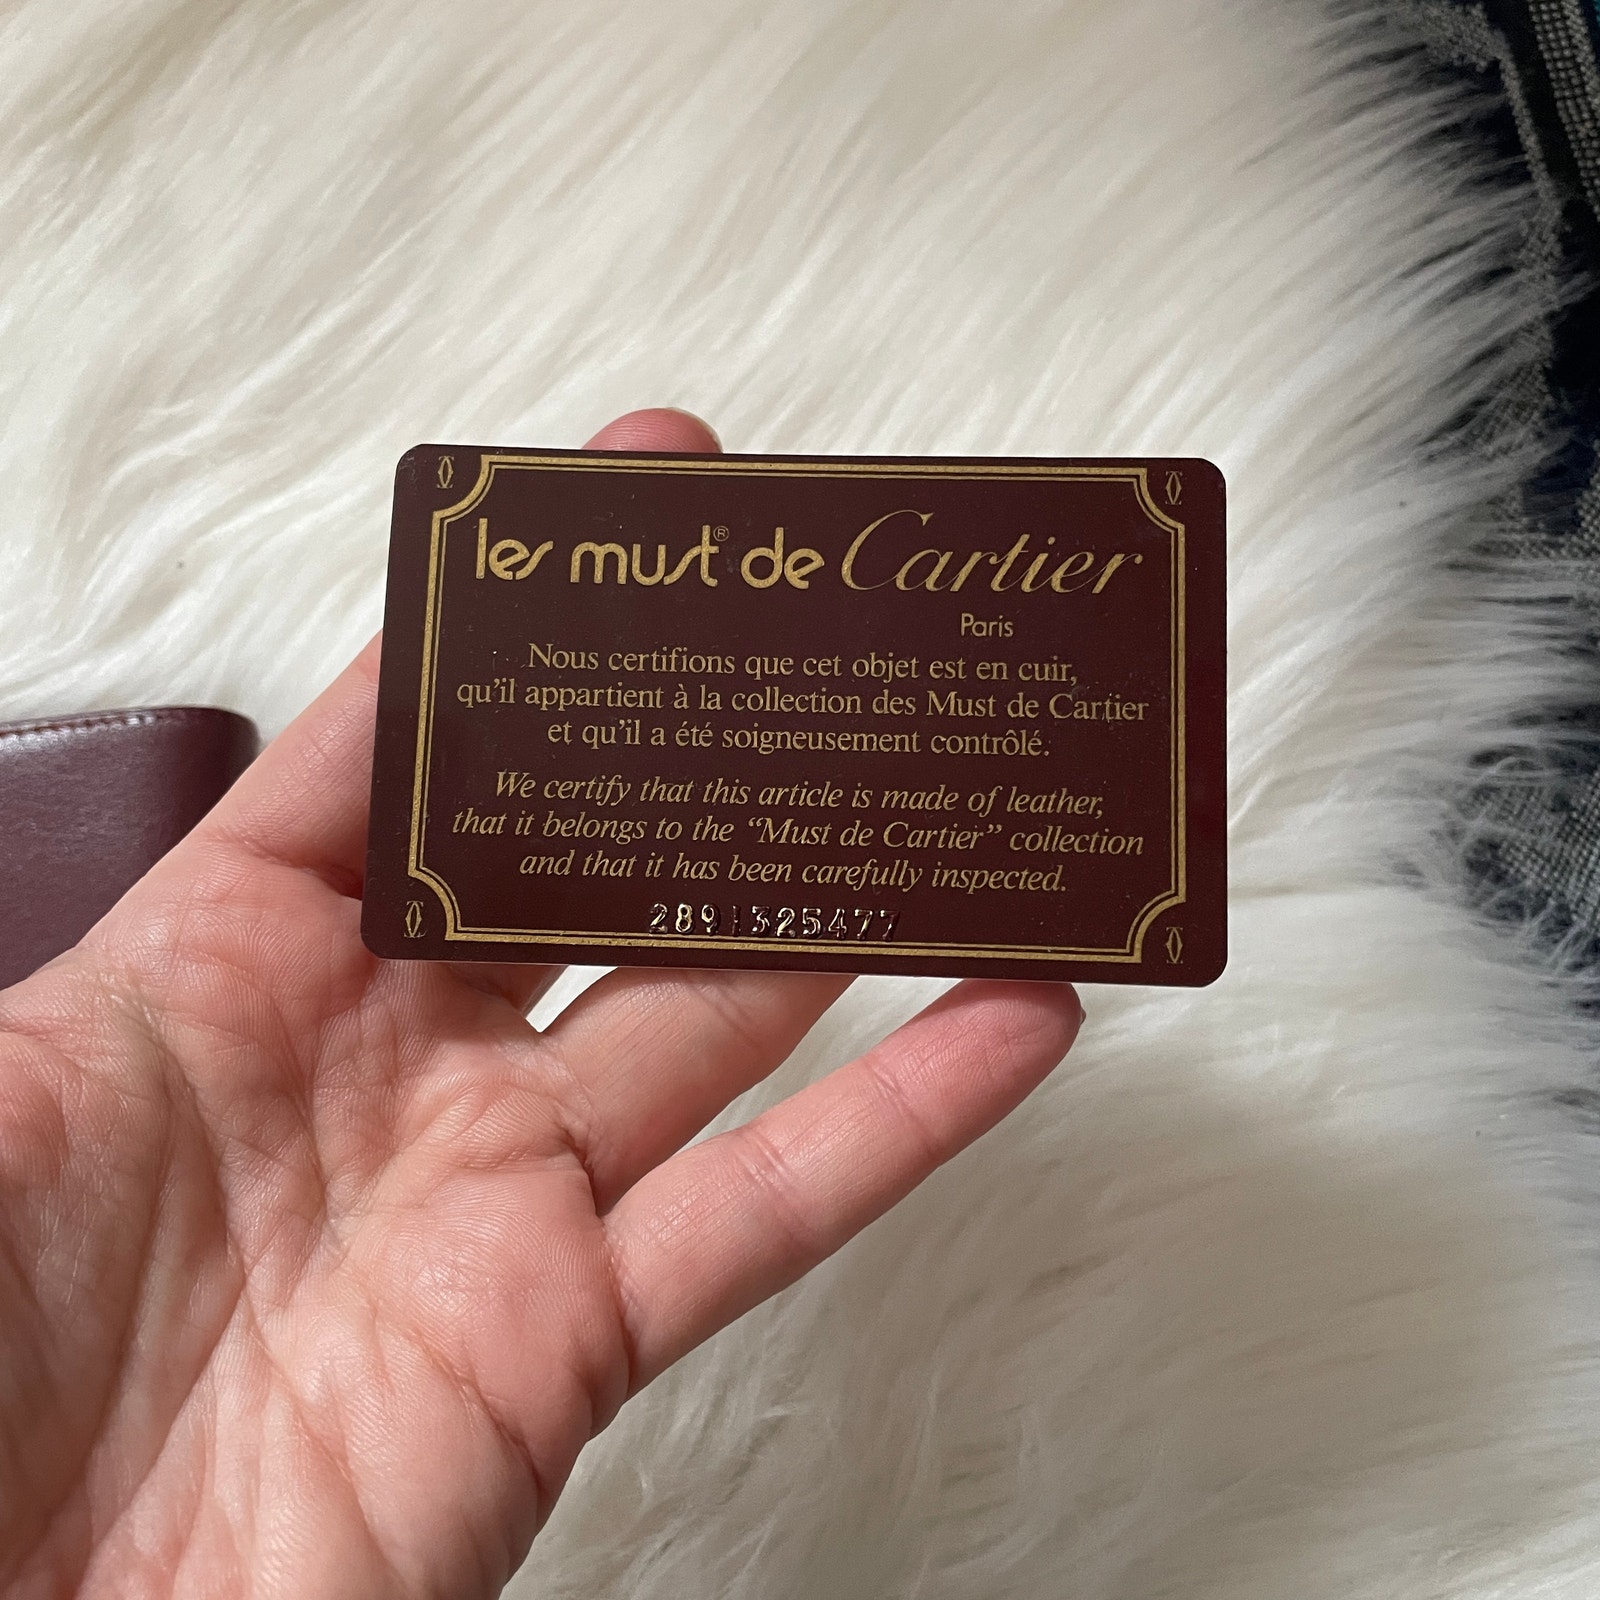 les must® de Cartier
Paris
Nous certifions que cet objet est en cuir,
qu'il appartient à la collection des Must de Cartier
et qu'il a été soigneusement contrôlé.
We certify that this article is made of leather,
that it belongs to the “Must de Cartier” collection
and that it has been carefully inspected.
2891325477